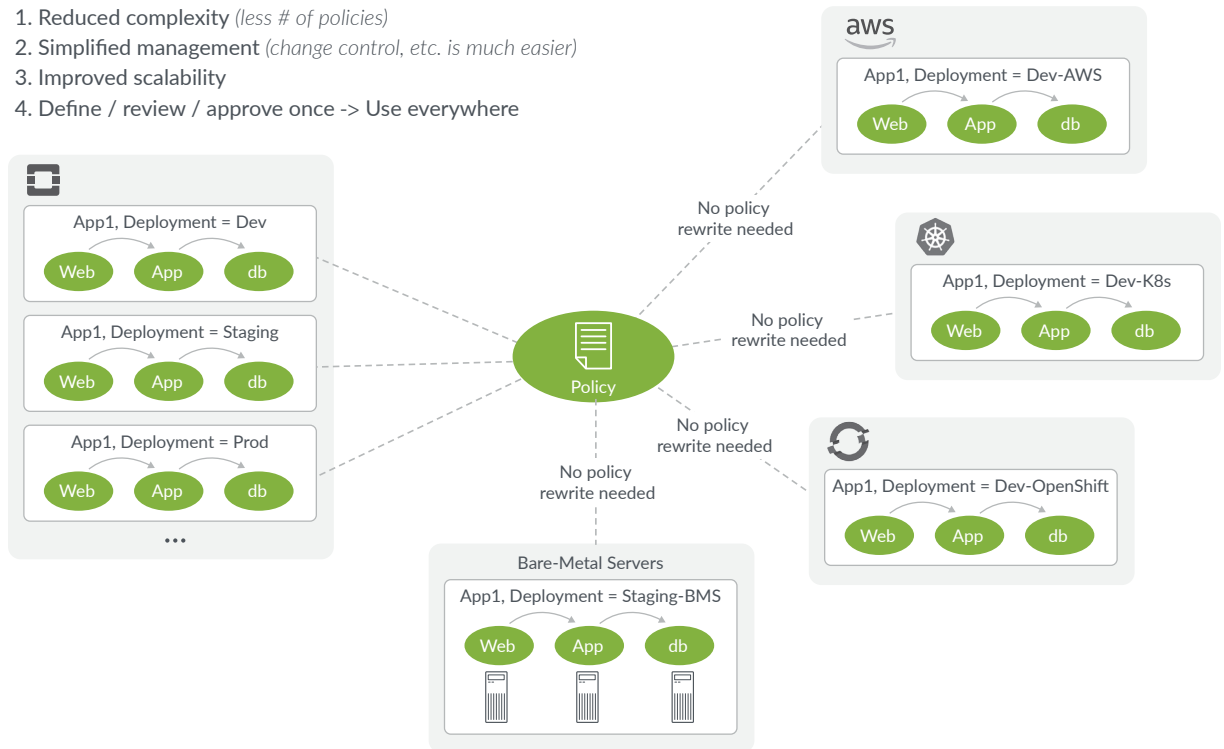 1. Reduced complexity (less # of policies)
2. Simplified management (change control, etc. is much easier)
3. Improved scalability
4. Define / review / approve once -> Use everywhere
aws
App1, Deployment = Dev-AWS
Web App db
App1, Deployment = Dev
Web App db
App1, Deployment = Staging
Web App db
App1, Deployment = Prod
Web App db
...
No policy
rewrite needed
App1, Deployment = Dev-K8s
Web App db
No policy
rewrite needed
Policy
No policy
rewrite needed
App1, Deployment = Dev-OpenShift
Web App db
No policy
rewrite needed
Bare-Metal Servers
App1, Deployment = Staging-BMS
Web App db